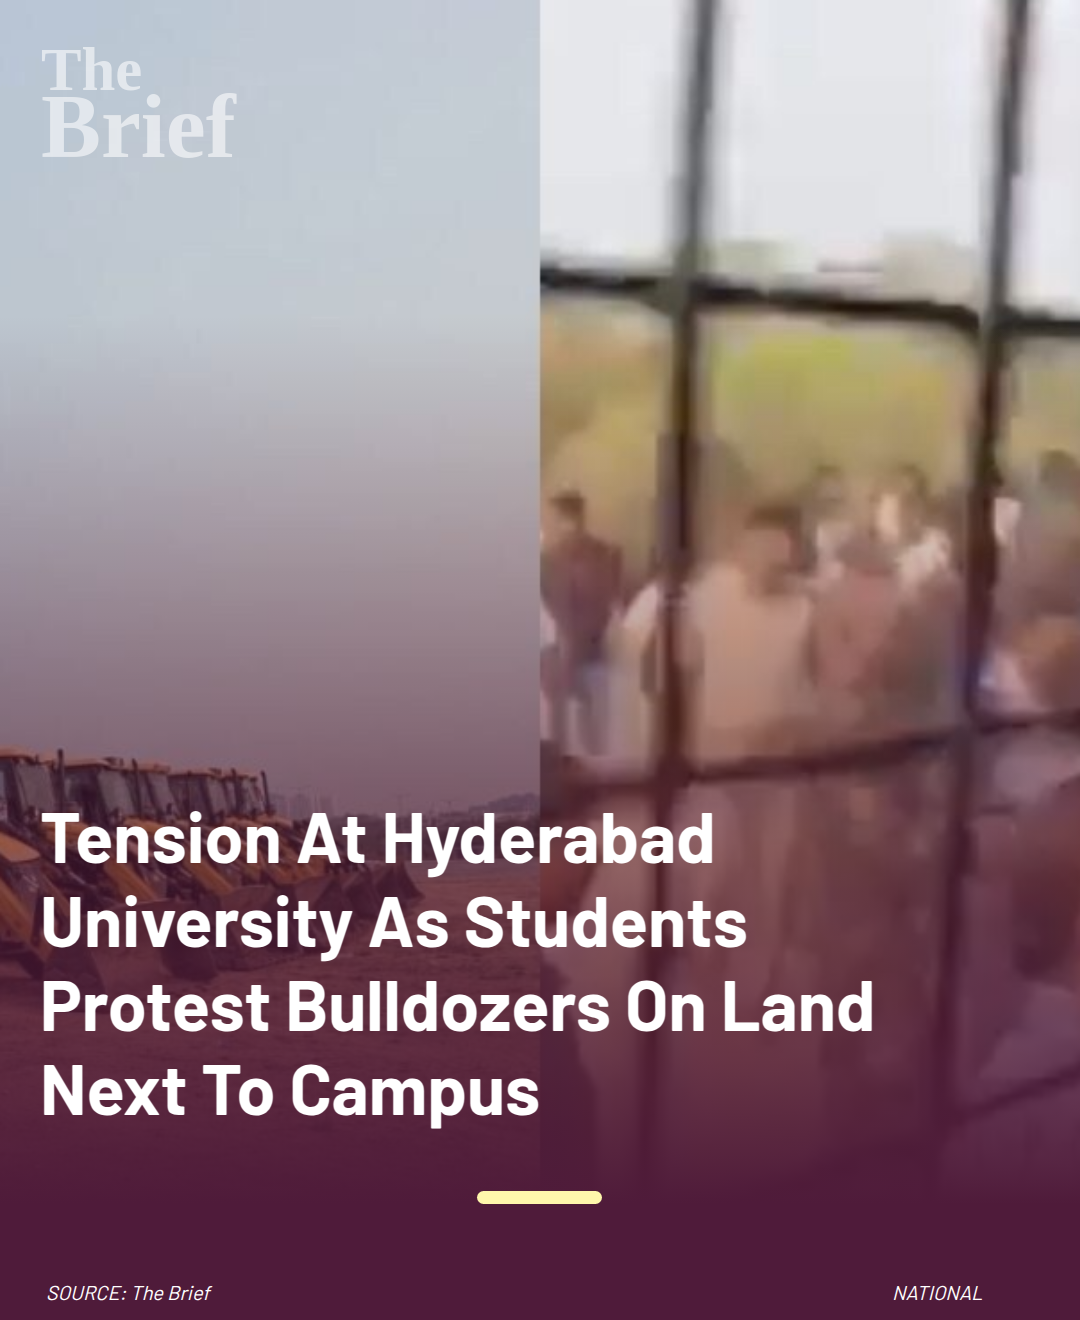 The
Brief
Tension At Hyderabad
University As Students
Protest Bulldozers On Land
Next To Campus
SOURCE: The Brief
NATIONAL